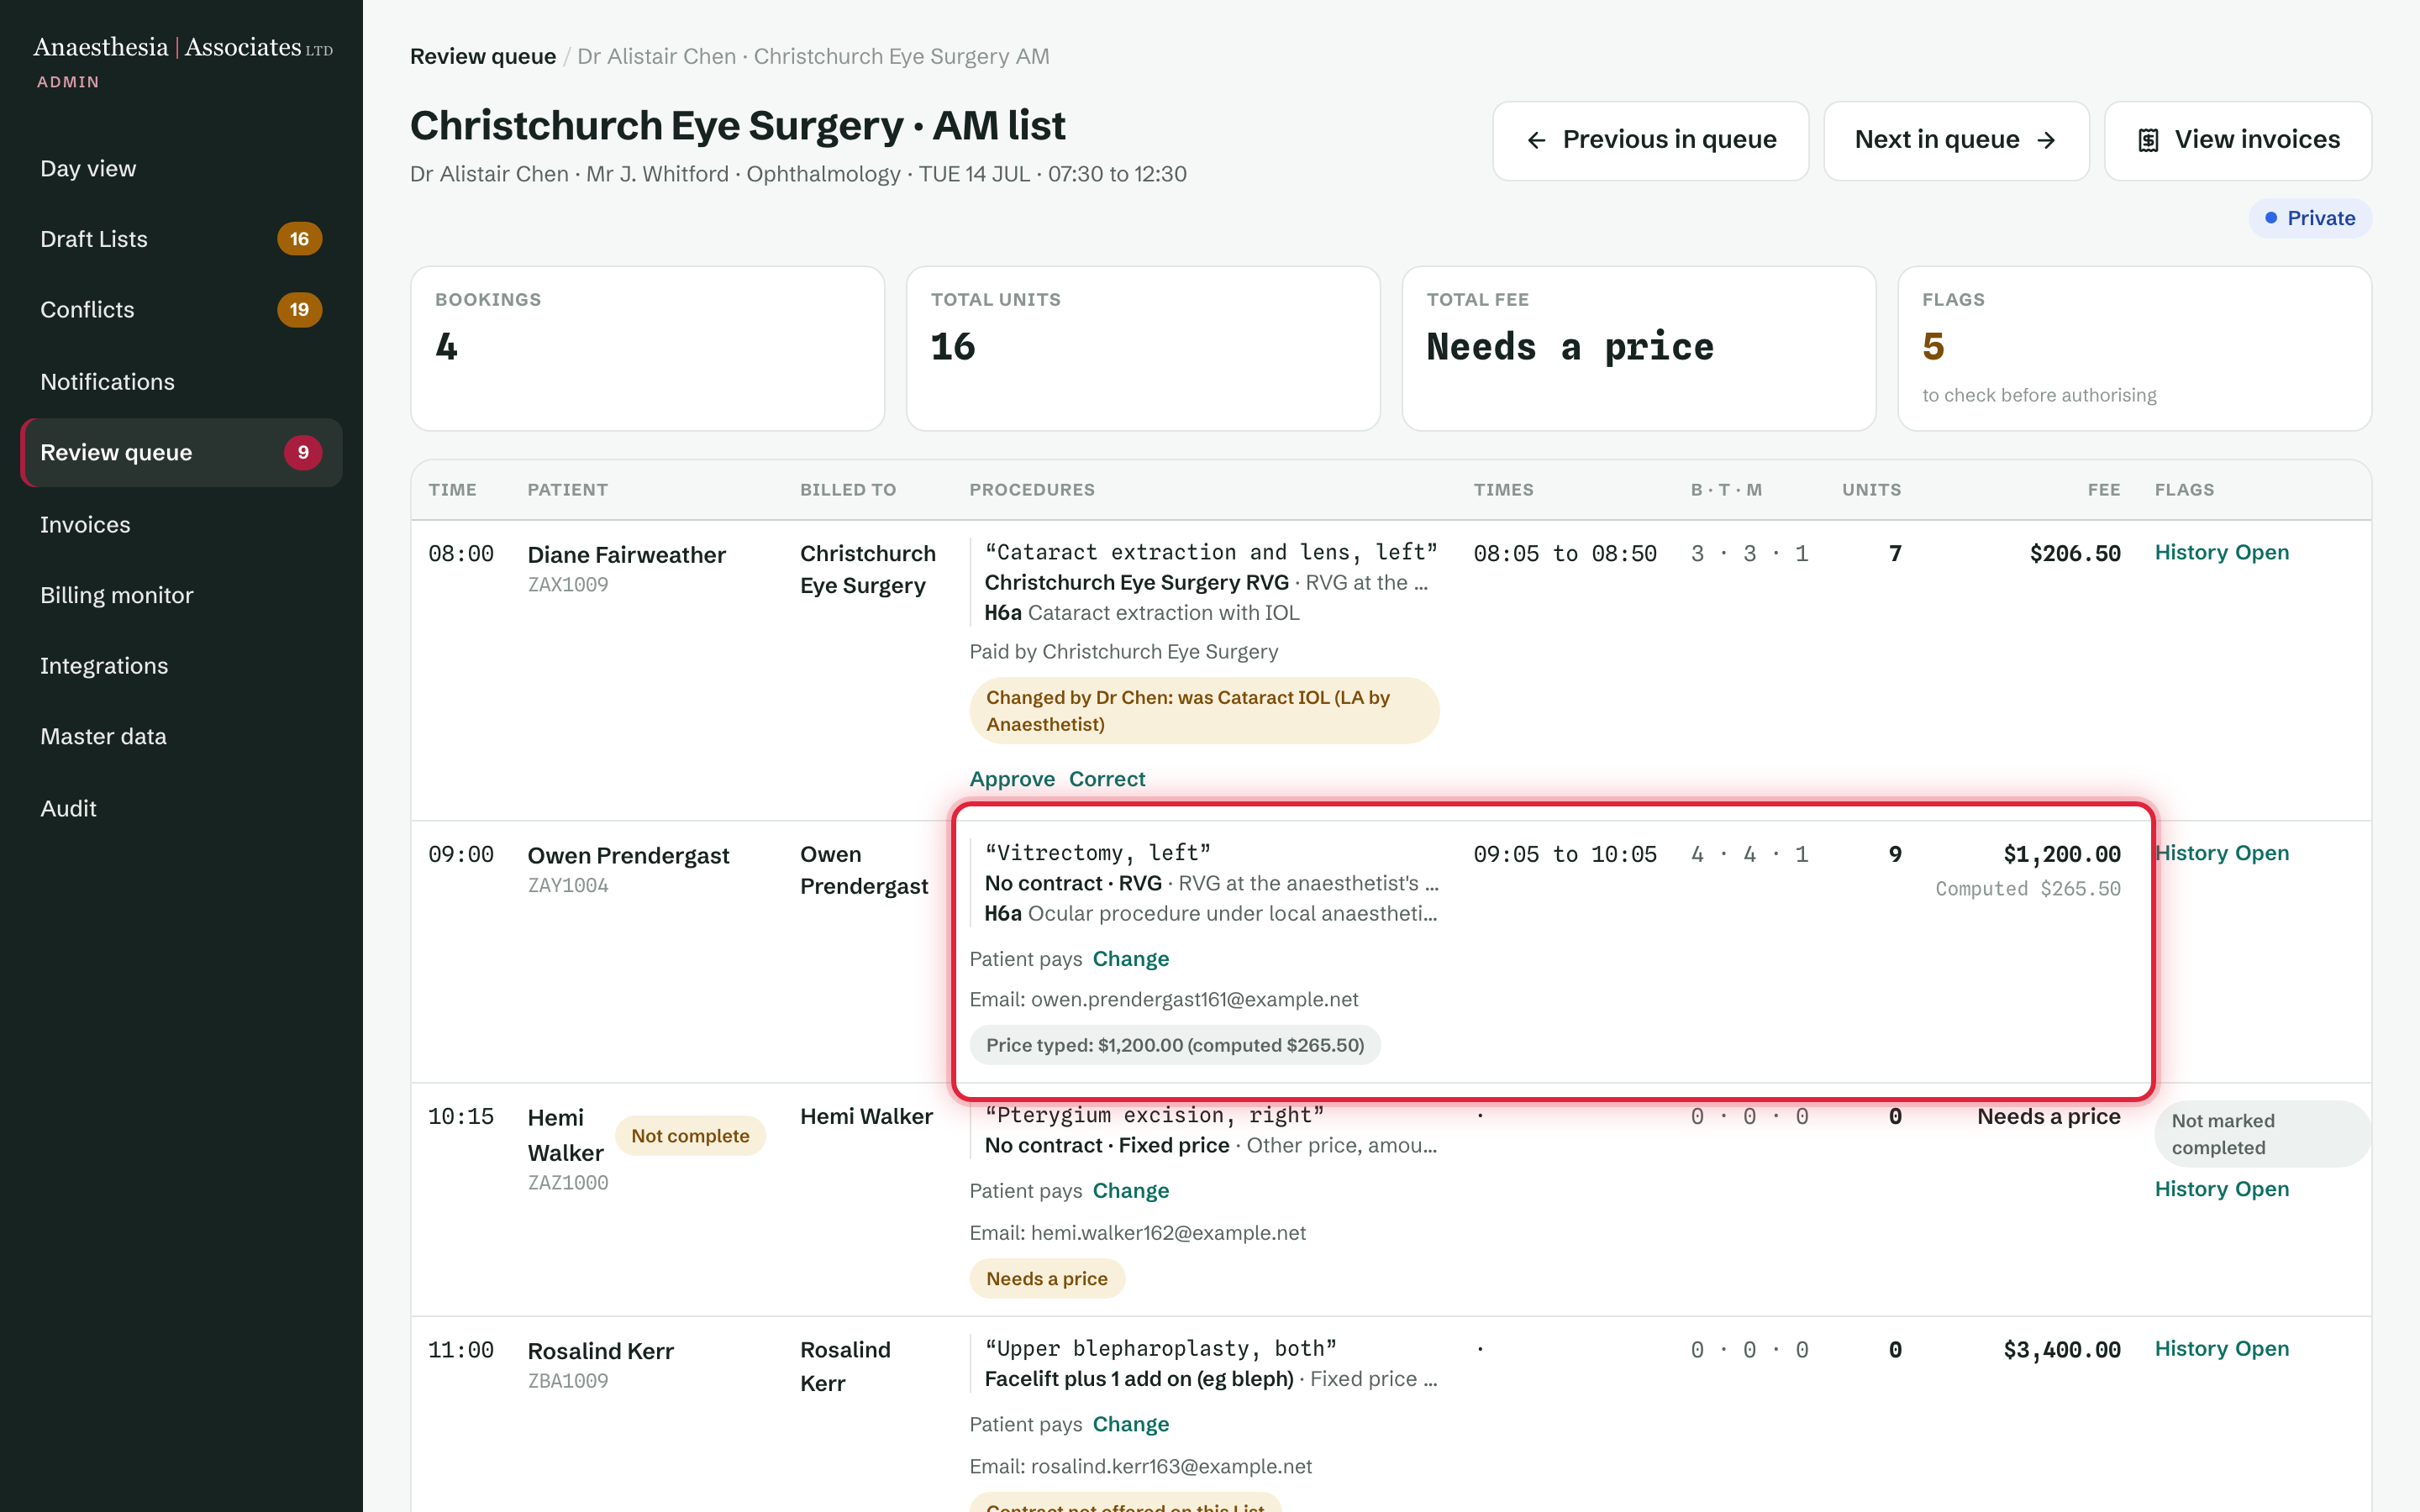 Anaesthesia | Associates LTD
ADMIN
Day view
Draft Lists 16
Conflicts 19
Notifications
Review queue 9
Invoices
Billing monitor
Integrations
Master data
Audit
Review queue / Dr Alistair Chen · Christchurch Eye Surgery AM
Christchurch Eye Surgery · AM list
Dr Alistair Chen · Mr J. Whitford · Ophthalmology · TUE 14 JUL · 07:30 to 12:30
← Previous in queue
Next in queue →
View invoices
Private
BOOKINGS
4
TOTAL UNITS
16
TOTAL FEE
Needs a price
FLAGS
5
to check before authorising
TIME PATIENT BILLED TO PROCEDURES TIMES B · T · M UNITS FEE FLAGS
08:00
Diane Fairweather
ZAX1009
Christchurch
Eye Surgery
“Cataract extraction and lens, left”
Christchurch Eye Surgery RVG · RVG at the ...
H6a Cataract extraction with IOL
Paid by Christchurch Eye Surgery
Changed by Dr Chen: was Cataract IOL (LA by
Anaesthetist)
Approve Correct
08:05 to 08:50
3 · 3 · 1
7
$206.50
History Open
09:00
Owen Prendergast
ZAY1004
Owen
Prendergast
“Vitrectomy, left”
No contract · RVG · RVG at the anaesthetist's ...
H6a Ocular procedure under local anaestheti...
Patient pays Change
Email: owen.prendergast161@example.net
Price typed: $1,200.00 (computed $265.50)
09:05 to 10:05
4 · 4 · 1
9
$1,200.00
Computed $265.50
History Open
10:15
Hemi
Walker
Not complete
ZAZ1000
Hemi Walker
“Pterygium excision, right”
No contract · Fixed price · Other price, amou...
Patient pays Change
Email: hemi.walker162@example.net
Needs a price
·
0 · 0 · 0
0
Needs a price
Not marked
completed
History Open
11:00
Rosalind Kerr
ZBA1009
Rosalind
Kerr
“Upper blepharoplasty, both”
Facelift plus 1 add on (eg bleph) · Fixed price ...
Patient pays Change
Email: rosalind.kerr163@example.net
Contract not offered on this List
·
0 · 0 · 0
0
$3,400.00
History Open